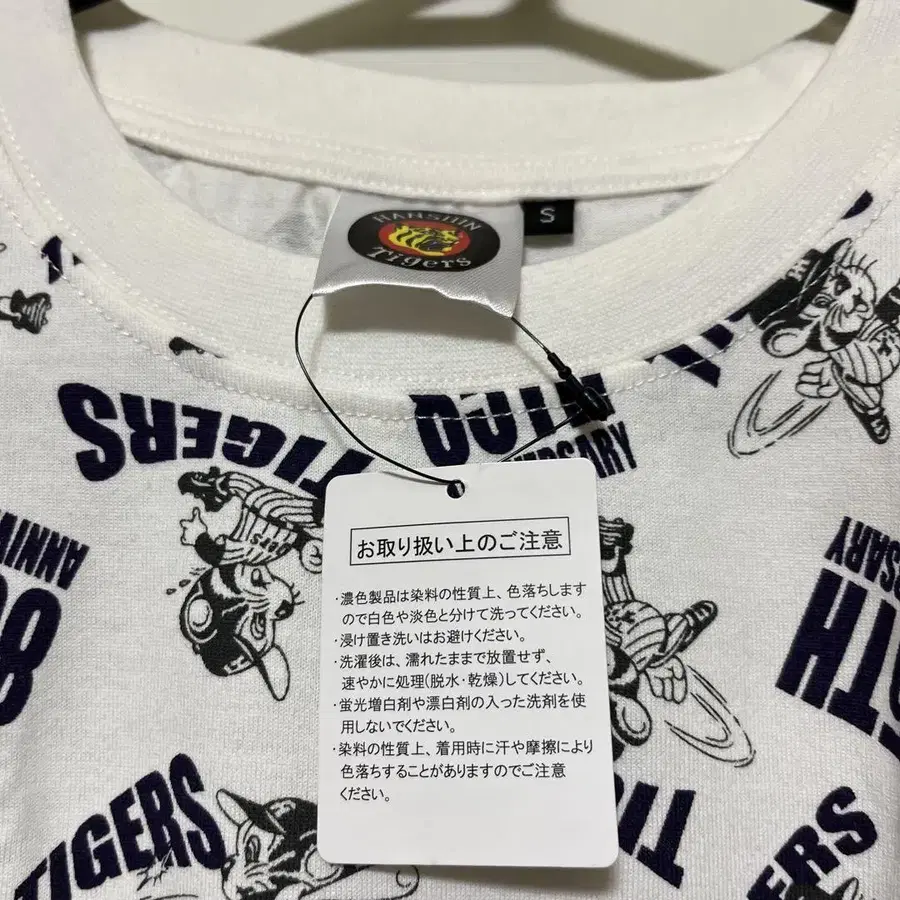 HANSHIN
Tigers
S
TIGERS
80TH
ANNIVERSARY
お取り扱い上のご注意
・濃色製品は染料の性質上、色落ちします
ので白色や淡色と分けて洗ってください。
・浸け置き洗いはお避けください。
・洗濯後は、濡れたままで放置せず、
速やかに処理(脱水・乾燥)してください。
・蛍光増白剤や漂白剤の入った洗剤を使
用しないでください。
・染料の性質上、着用時に汗や摩擦により
色落ちすることがありますのでご注意
ください。
TIGERS